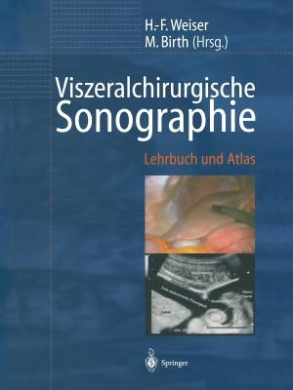 H.-F. Weiser
M. Birth (Hrsg.)
Viszeralchirurgische
Sonographie
Lehrbuch und Atlas
Springer